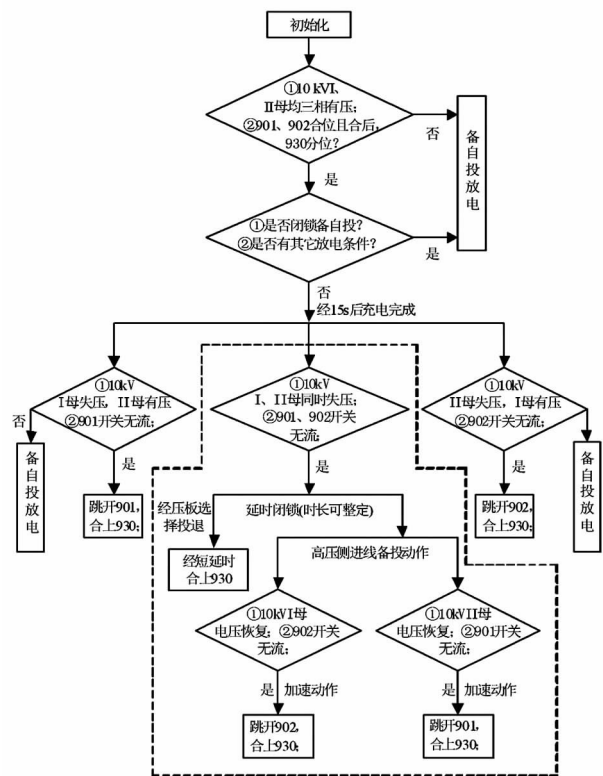 初始化
①10 kVI、
II母均三相有压；
②901、902合位且合后，
930分位？
否
备自投放电
是
①是否闭锁备自投？
②是否有其它放电条件？
是
否
经15s后充电完成
①10kV
I母失压，II母有压
②901开关无流；
否
备自投放电
是
跳开901，
合上930；
①10kV
I、II母同时失压；
②901、902开关
无流；
是
经压板选
择投退
延时闭锁(时长可整定)
经短延时
合上930
高压侧进线备投动作
①10kVI母
电压恢复；②902开关
无流；
是 加速动作
跳开902，
合上930；
①10kVII母
电压恢复；②901开关
无流；
是 加速动作
跳开901，
合上930；
①10kV
II母失压，I母有压
②902开关无流；
是
跳开902，
合上930；
否
备自投放电